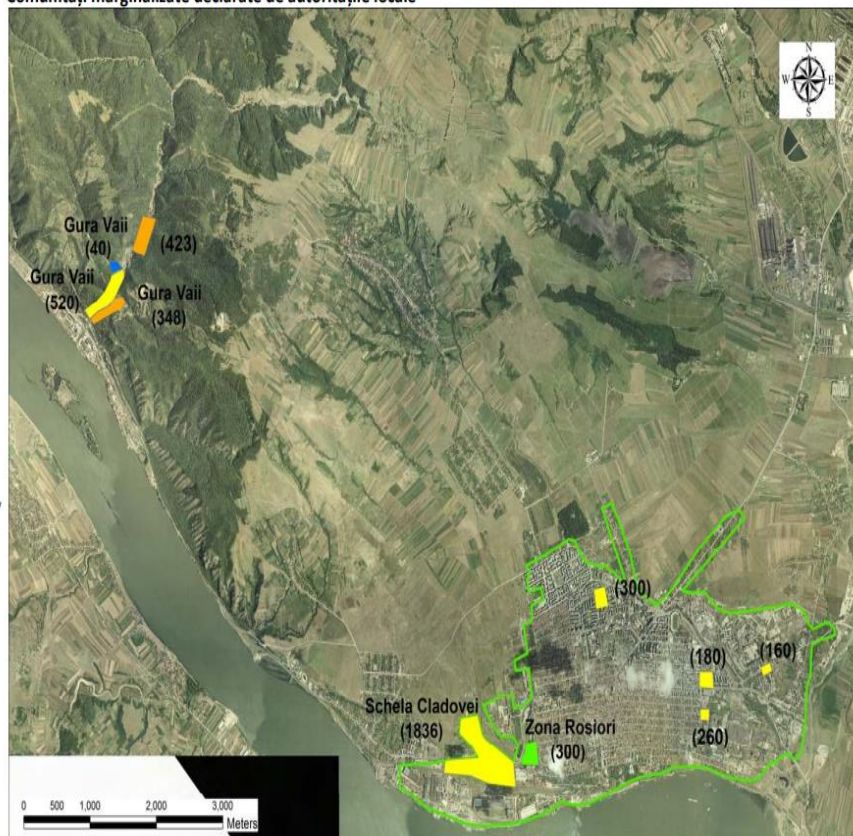 Comunități marginalizate declarate de autoritățile locale
N
W E
S
Gura Vaii
(40)
(423)
Gura Vaii
(520)
Gura Vaii
(348)
(300)
(180)
(160)
Schela Cladovei
(1836)
Zona Rosiori
(300)
(260)
0 500 1,000 2,000 3,000
Meters